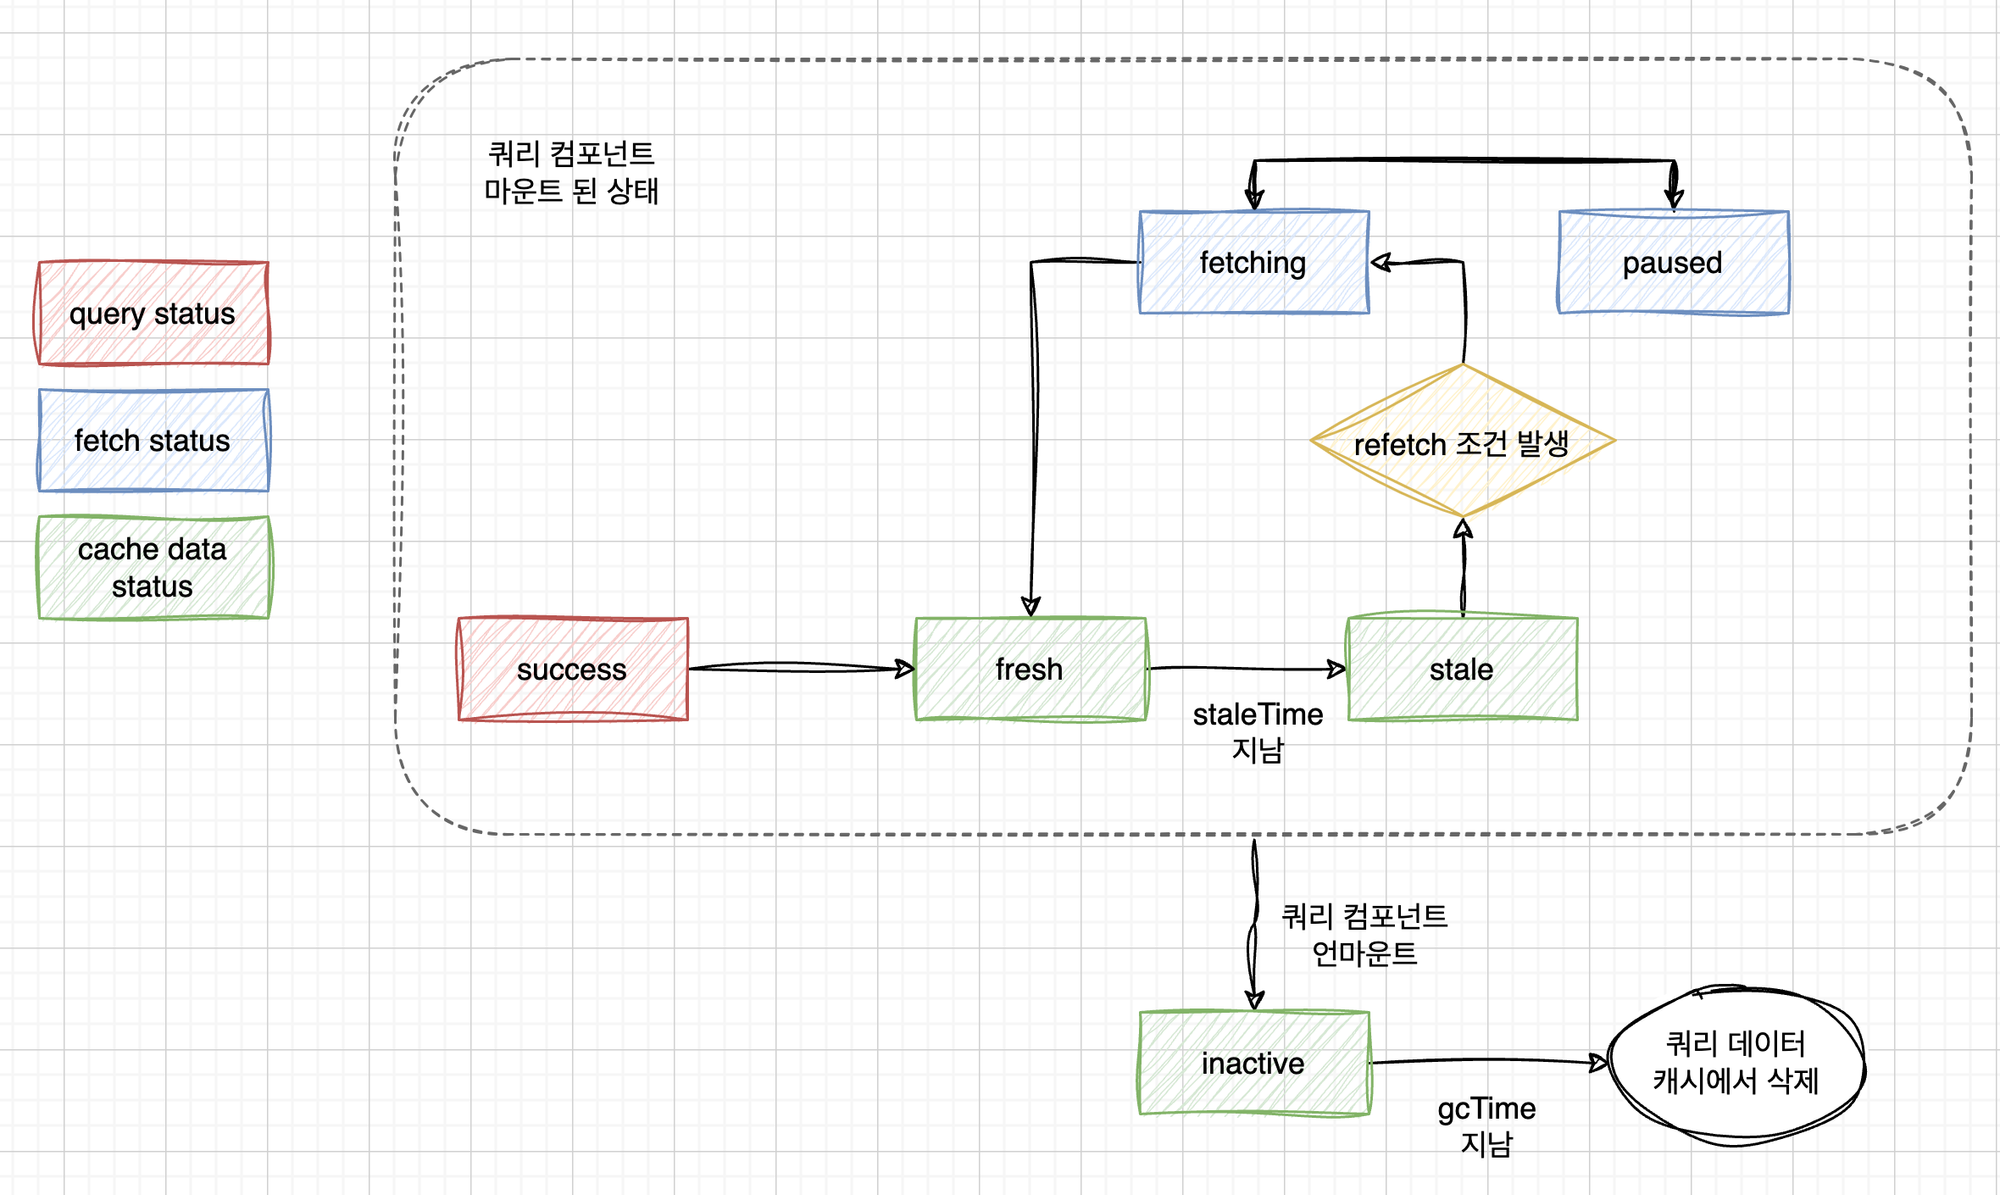 쿼리 컴포넌트
마운트 된 상태
query status
fetch status
cache data
status
fetching
paused
refetch 조건 발생
success
fresh
stale
staleTime
지남
쿼리 컴포넌트
언마운트
inactive
gcTime
지남
쿼리 데이터
캐시에서 삭제